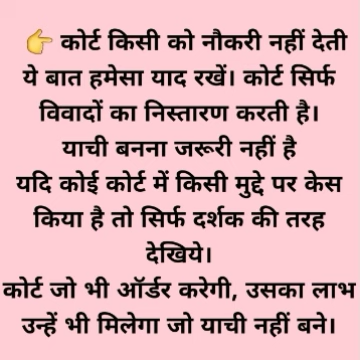 👉 कोर्ट किसी को नौकरी नहीं देती
ये बात हमेसा याद रखें। कोर्ट सिर्फ
विवादों का निस्तारण करती है।
याची बनना जरूरी नहीं है
यदि कोई कोर्ट में किसी मुद्दे पर केस
किया है तो सिर्फ दर्शक की तरह
देखिये।
कोर्ट जो भी ऑर्डर करेगी, उसका लाभ
उन्हें भी मिलेगा जो याची नहीं बने।